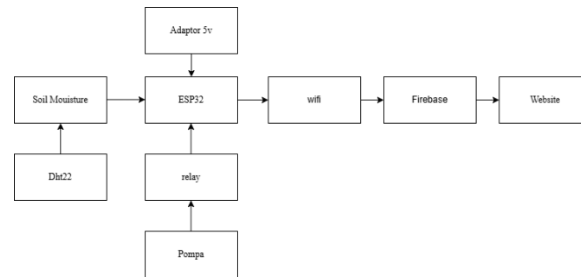 Adaptor 5v
Soil Mouisture
ESP32
wifi
Firebase
Website
Dht22
relay
Pompa